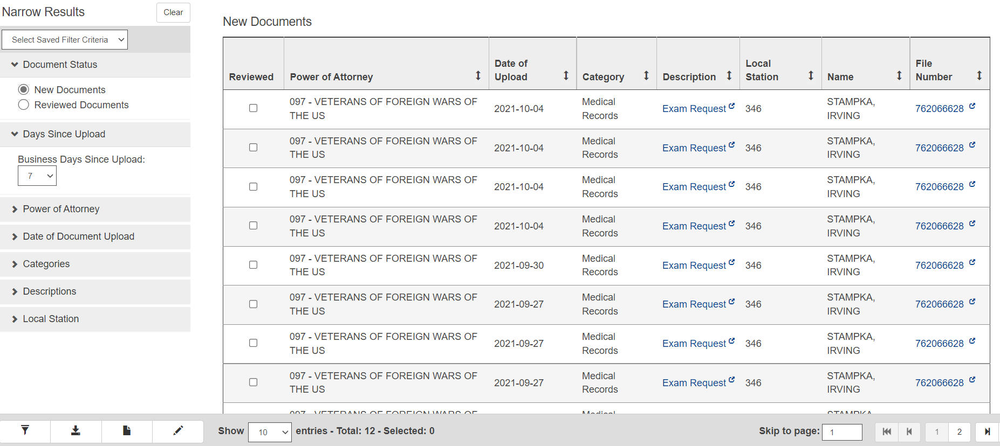 Narrow Results
Clear
Select Saved Filter Criteria
Document Status
New Documents
Reviewed Documents
Days Since Upload
Business Days Since Upload:
7
Power of Attorney
Date of Document Upload
Categories
Descriptions
Local Station
New Documents
Reviewed Power of Attorney Date of Upload Category Description Local Station Name File Number
097 - VETERANS OF FOREIGN WARS OF THE US 2021-10-04 Medical Records Exam Request 346 STAMPKA, IRVING 762066628
097 - VETERANS OF FOREIGN WARS OF THE US 2021-10-04 Medical Records Exam Request 346 STAMPKA, IRVING 762066628
097 - VETERANS OF FOREIGN WARS OF THE US 2021-10-04 Medical Records Exam Request 346 STAMPKA, IRVING 762066628
097 - VETERANS OF FOREIGN WARS OF THE US 2021-10-04 Medical Records Exam Request 346 STAMPKA, IRVING 762066628
097 - VETERANS OF FOREIGN WARS OF THE US 2021-09-30 Medical Records Exam Request 346 STAMPKA, IRVING 762066628
097 - VETERANS OF FOREIGN WARS OF THE US 2021-09-27 Medical Records Exam Request 346 STAMPKA, IRVING 762066628
097 - VETERANS OF FOREIGN WARS OF THE US 2021-09-27 Medical Records Exam Request 346 STAMPKA, IRVING 762066628
097 - VETERANS OF FOREIGN WARS OF THE US 2021-09-27 Medical Records Exam Request 346 STAMPKA, IRVING 762066628
097 - VETERANS OF FOREIGN WARS OF Medical STAMPKA,
Show 10 entries - Total: 12 - Selected: 0
Skip to page: 1
1 2